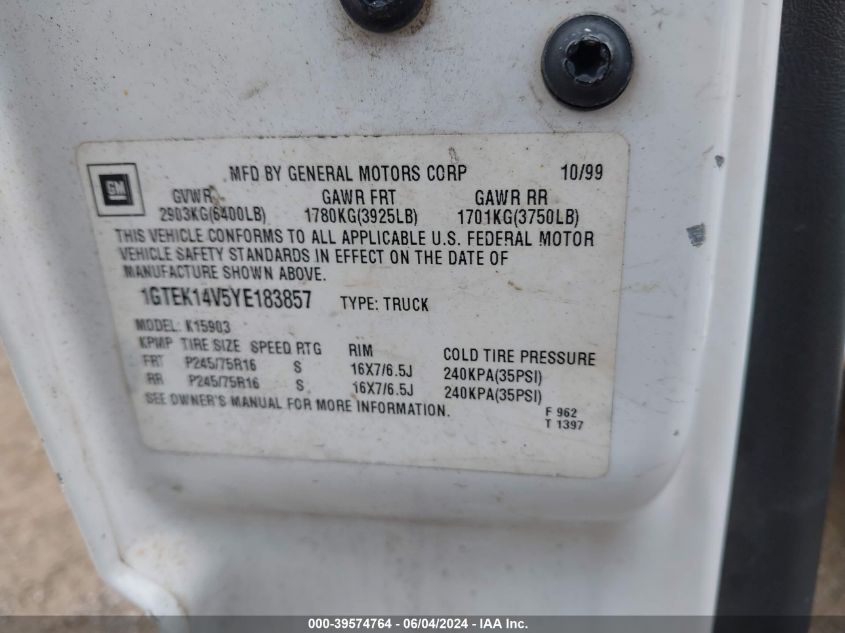 GM
MFD BY GENERAL MOTORS CORP 10/99
GVWR GAWR FRT GAWR RR
2903KG(6400LB) 1780KG(3925LB) 1701KG(3750LB)
THIS VEHICLE CONFORMS TO ALL APPLICABLE U.S. FEDERAL MOTOR
VEHICLE SAFETY STANDARDS IN EFFECT ON THE DATE OF
MANUFACTURE SHOWN ABOVE.
1GTEK14V5YE183857 TYPE: TRUCK
MODEL: K15903
KPMP TIRE SIZE SPEED RTG RIM COLD TIRE PRESSURE
FRT P245/75R16 S 16X7/6.5J 240KPA(35PSI)
RR P245/75R16 S 16X7/6.5J 240KPA(35PSI)
SEE OWNER'S MANUAL FOR MORE INFORMATION.
F 962
T 1397
000-39574764 - 06/04/2024 - IAA Inc.